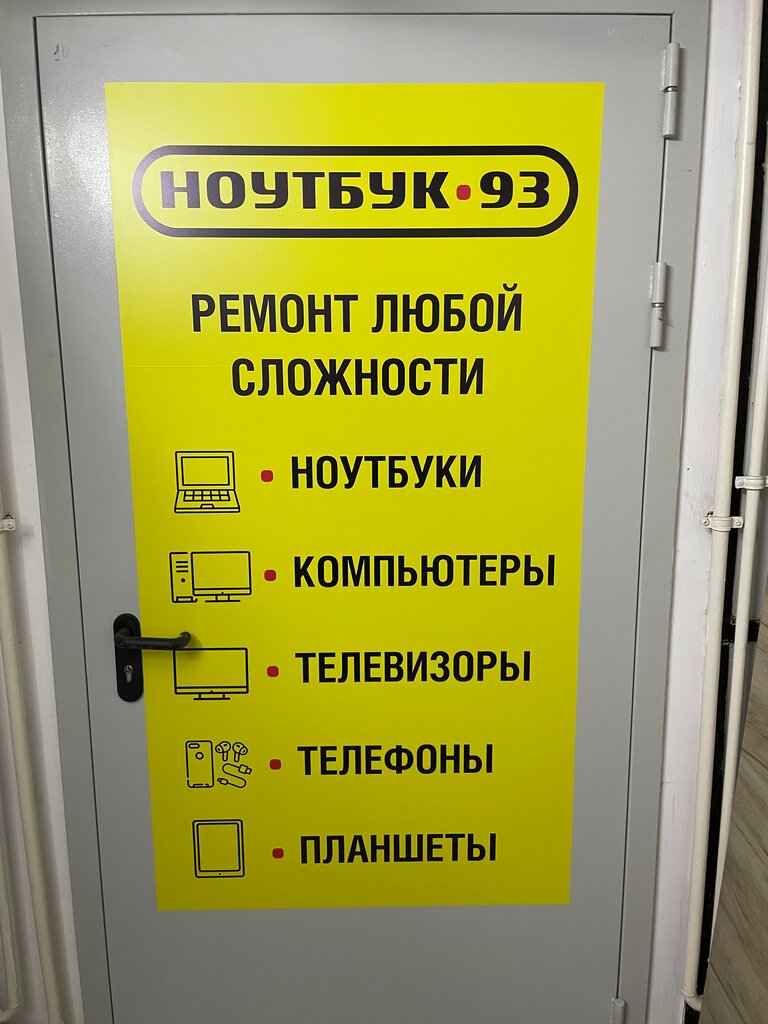 НОУТБУК•93
РЕМОНТ ЛЮБОЙ
СЛОЖНОСТИ
• НОУТБУКИ
• КОМПЬЮТЕРЫ
• ТЕЛЕВИЗОРЫ
• ТЕЛЕФОНЫ
• ПЛАНШЕТЫ